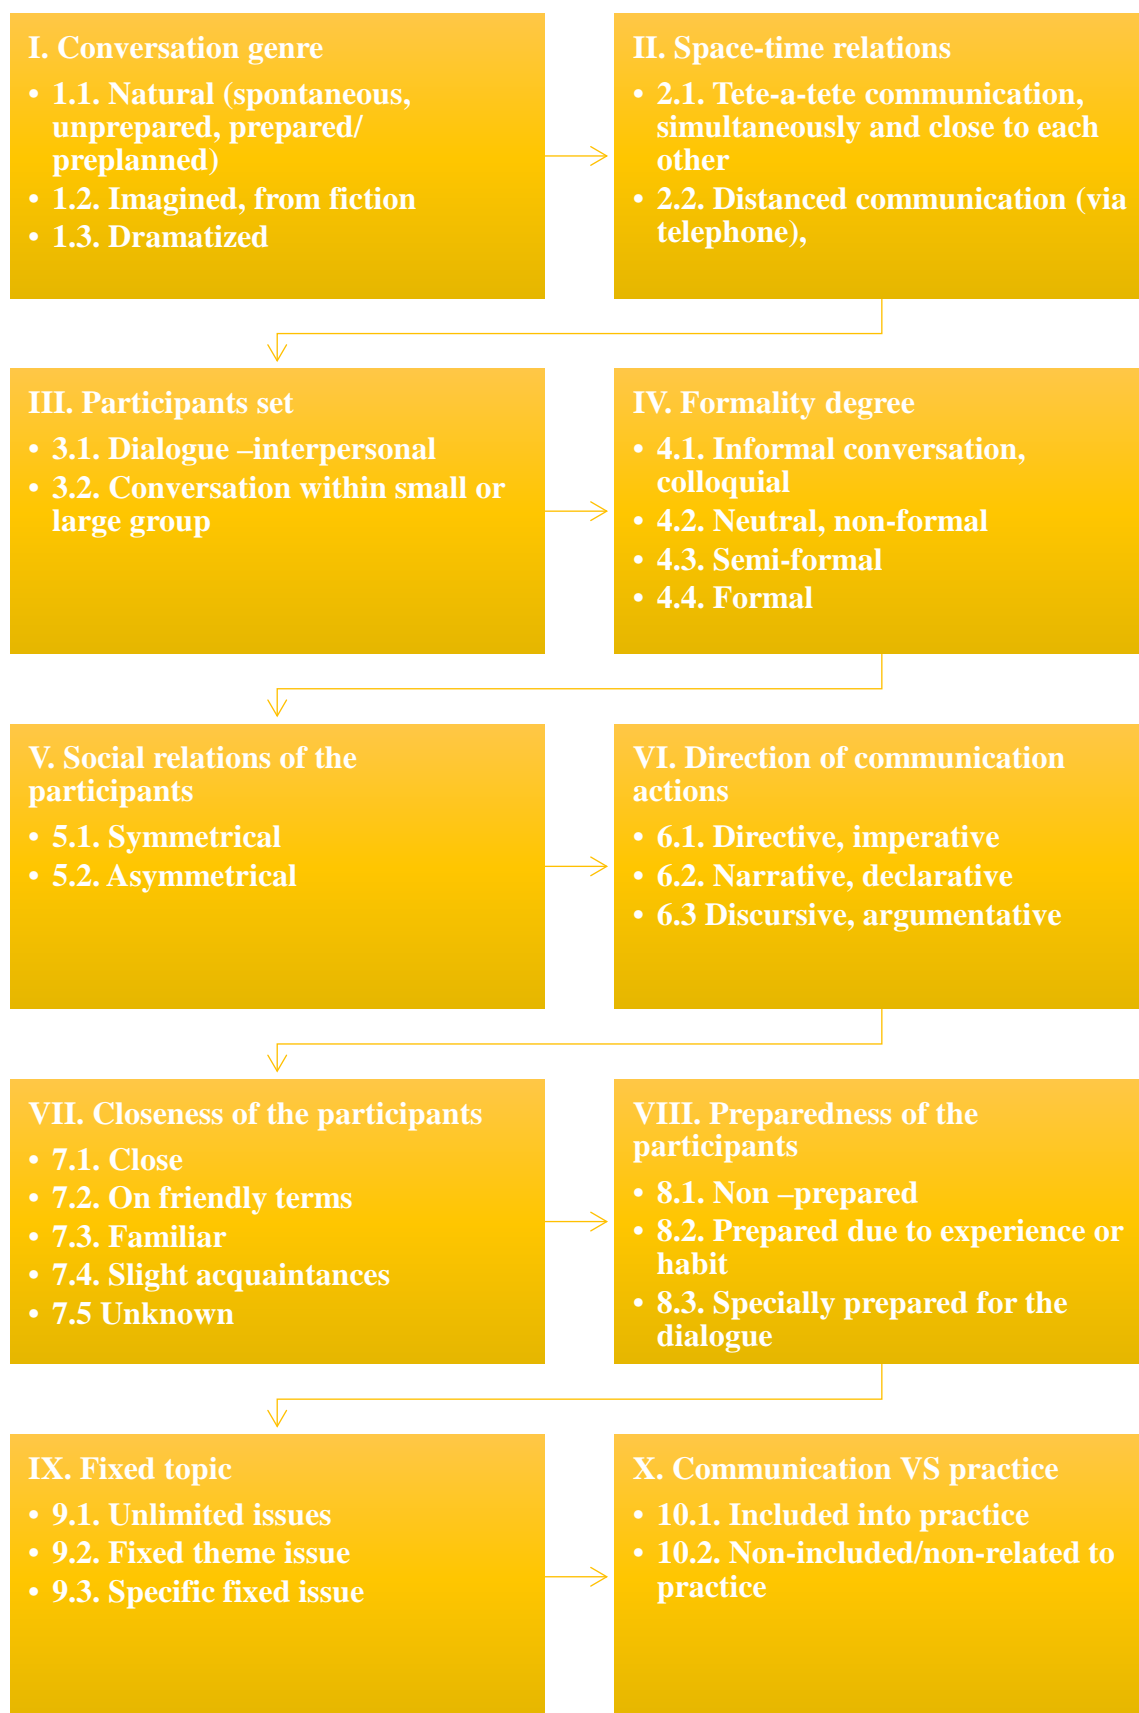 I. Conversation genre
• 1.1. Natural (spontaneous,
unprepared, prepared/
preplanned)
• 1.2. Imagined, from fiction
• 1.3. Dramatized
II. Space-time relations
• 2.1. Tete-a-tete communication,
simultaneously and close to each
other
• 2.2. Distanced communication (via
telephone),
III. Participants set
• 3.1. Dialogue –interpersonal
• 3.2. Conversation within small or
large group
IV. Formality degree
• 4.1. Informal conversation,
colloquial
• 4.2. Neutral, non-formal
• 4.3. Semi-formal
• 4.4. Formal
V. Social relations of the
participants
• 5.1. Symmetrical
• 5.2. Asymmetrical
VI. Direction of communication
actions
• 6.1. Directive, imperative
• 6.2. Narrative, declarative
• 6.3 Discursive, argumentative
VII. Closeness of the participants
• 7.1. Close
• 7.2. On friendly terms
• 7.3. Familiar
• 7.4. Slight acquaintances
• 7.5 Unknown
VIII. Preparedness of the
participants
• 8.1. Non –prepared
• 8.2. Prepared due to experience or
habit
• 8.3. Specially prepared for the
dialogue
IX. Fixed topic
• 9.1. Unlimited issues
• 9.2. Fixed theme issue
• 9.3. Specific fixed issue
X. Communication VS practice
• 10.1. Included into practice
• 10.2. Non-included/non-related to
practice